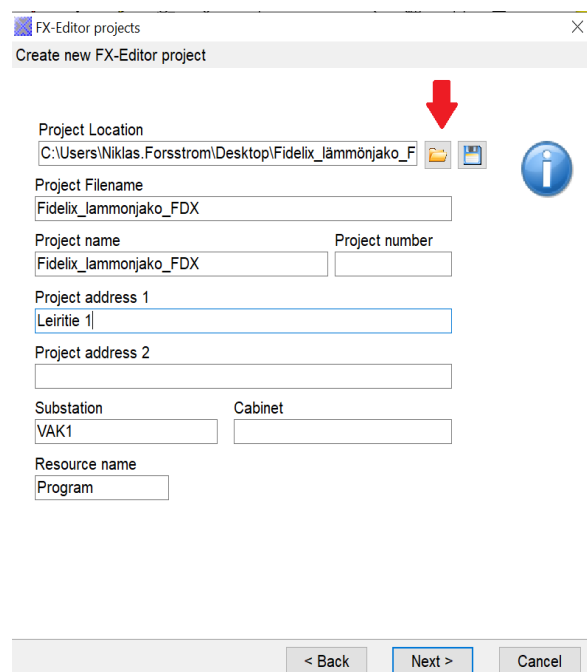 FX-Editor projects
Create new FX-Editor project
Project Location
C:\Users\Niklas.Forsstrom\Desktop\Fidelix_lämmönjako_F
Project Filename
Fidelix_lammonjako_FDX
Project name Project number
Fidelix_lammonjako_FDX
Project address 1
Leiritie 1
Project address 2
Substation Cabinet
VAK1
Resource name
Program
< Back Next > Cancel